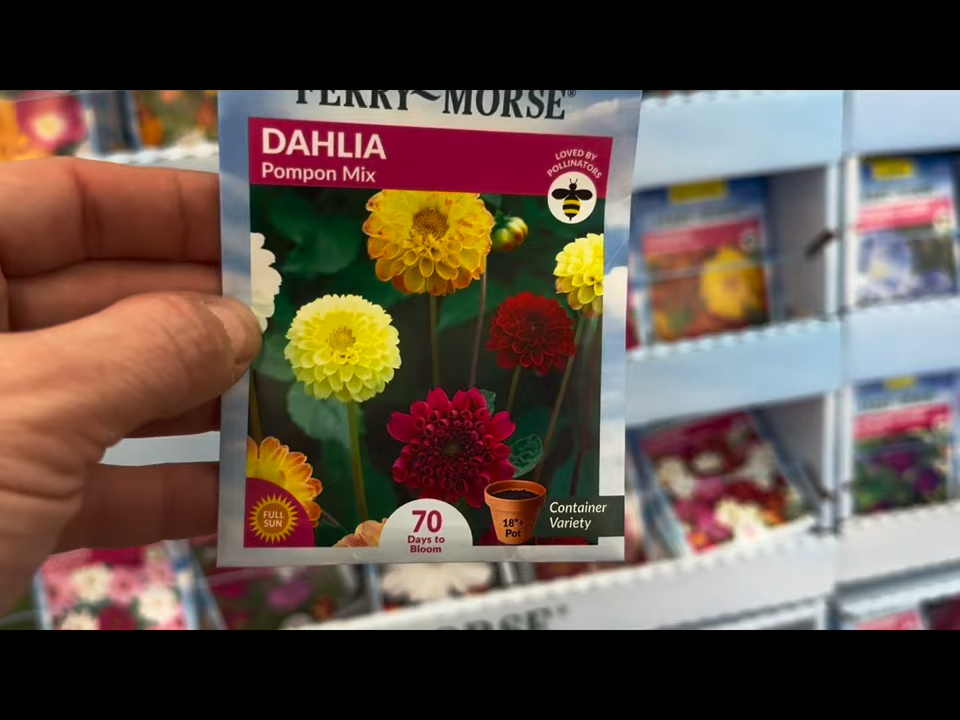 FERRY-MORSE®
DAHLIA
Pompon Mix
LOVED BY
POLLINATORS
FULL
SUN
70
Days to
Bloom
18"+
Pot
Container
Variety